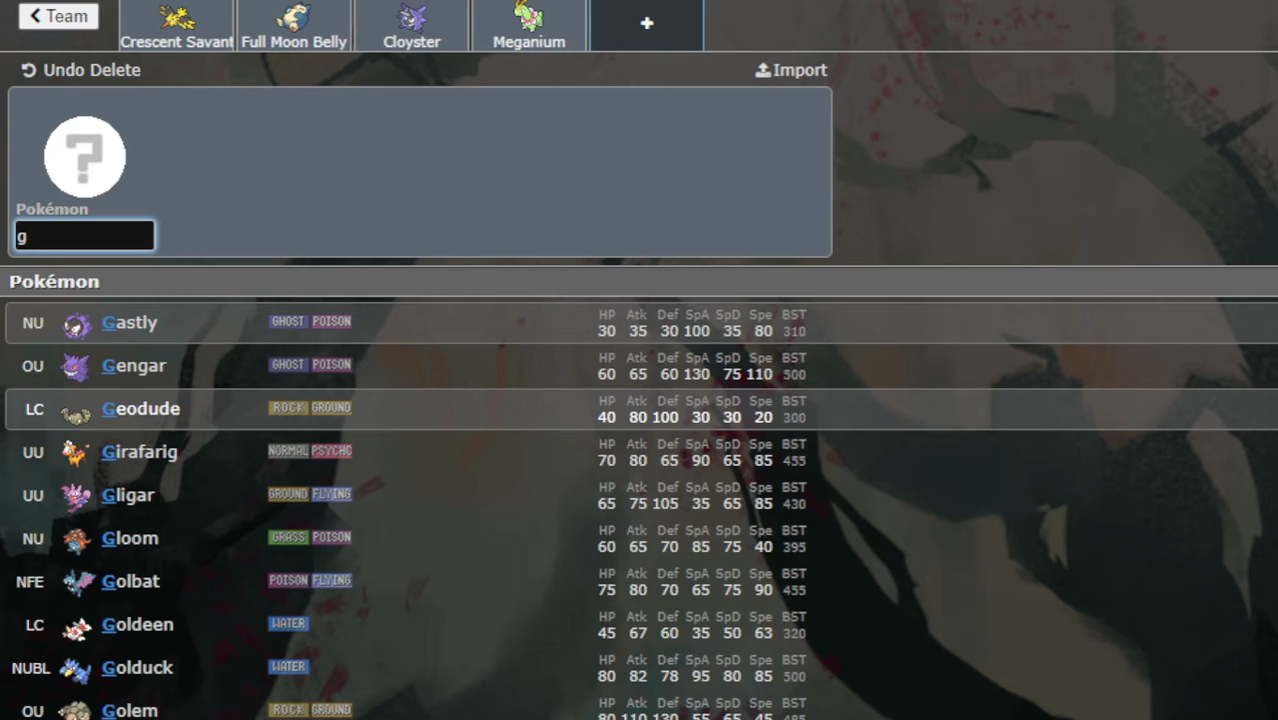 Team
Crescent Savant
Full Moon Belly
Cloyster
Meganium
+
Undo Delete
Import
?
Pokémon
g
Pokémon
NU Gastly GHOST POISON HP 30 Atk 35 Def 30 SpA 100 SpD 35 Spe 80 BST 310
OU Gengar GHOST POISON HP 60 Atk 65 Def 60 SpA 130 SpD 75 Spe 110 BST 500
LC Geodude ROCK GROUND HP 40 Atk 80 Def 100 SpA 30 SpD 30 Spe 20 BST 300
UU Girafarig NORMAL PSYCHC HP 70 Atk 80 Def 65 SpA 90 SpD 65 Spe 85 BST 455
UU Gligar GROUND FLYING HP 65 Atk 75 Def 105 SpA 35 SpD 65 Spe 85 BST 430
NU Gloom GRASS POISON HP 60 Atk 65 Def 70 SpA 85 SpD 75 Spe 40 BST 395
NFE Golbat POISON FLYING HP 75 Atk 80 Def 70 SpA 65 SpD 75 Spe 90 BST 455
LC Goldeen WATER HP 45 Atk 67 Def 60 SpA 35 SpD 50 Spe 63 BST 320
NUBL Golduck WATER HP 80 Atk 82 Def 78 SpA 95 SpD 80 Spe 85 BST 500
OU Golem ROCK GROUND HP 80 Atk 110 Def 130 SpA 55 SpD 65 Spe 45 BST 485